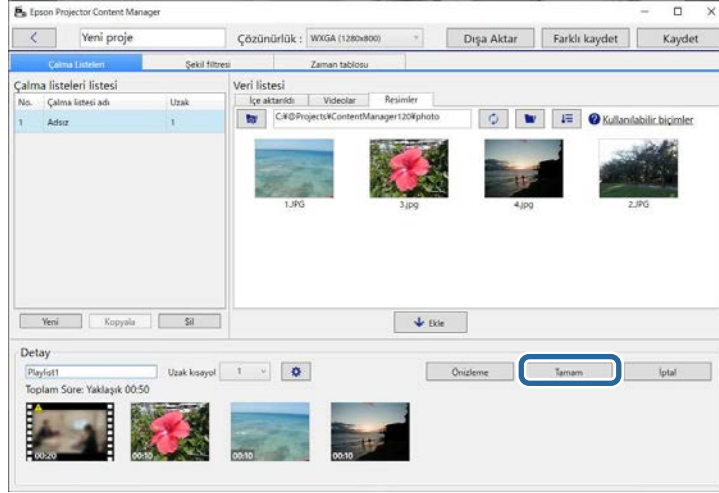 Epson Projector Content Manager
Yeni proje
Çözünürlük : WXGA (1280x800)
Dışa Aktar
Farklı kaydet
Kaydet
Çalma Listeleri
Şekil filtresi
Zaman tablosu
Çalma listeleri listesi
No. Çalma listesi adı Uzak
1 Adsız 1
Yeni
Kopyala
Sil
Veri listesi
İçe aktarıldı
Videolar
Resimler
C:¥@Projects¥ContentManager120¥photo
Kullanılabilir biçimler
1.JPG
3.jpg
4.jpg
2.JPG
Ekle
Detay
Playlist1
Uzak kısayol 1
Önizleme
Tamam
İptal
Toplam Süre: Yaklaşık 00:50
00:20
00:10
00:10
00:10